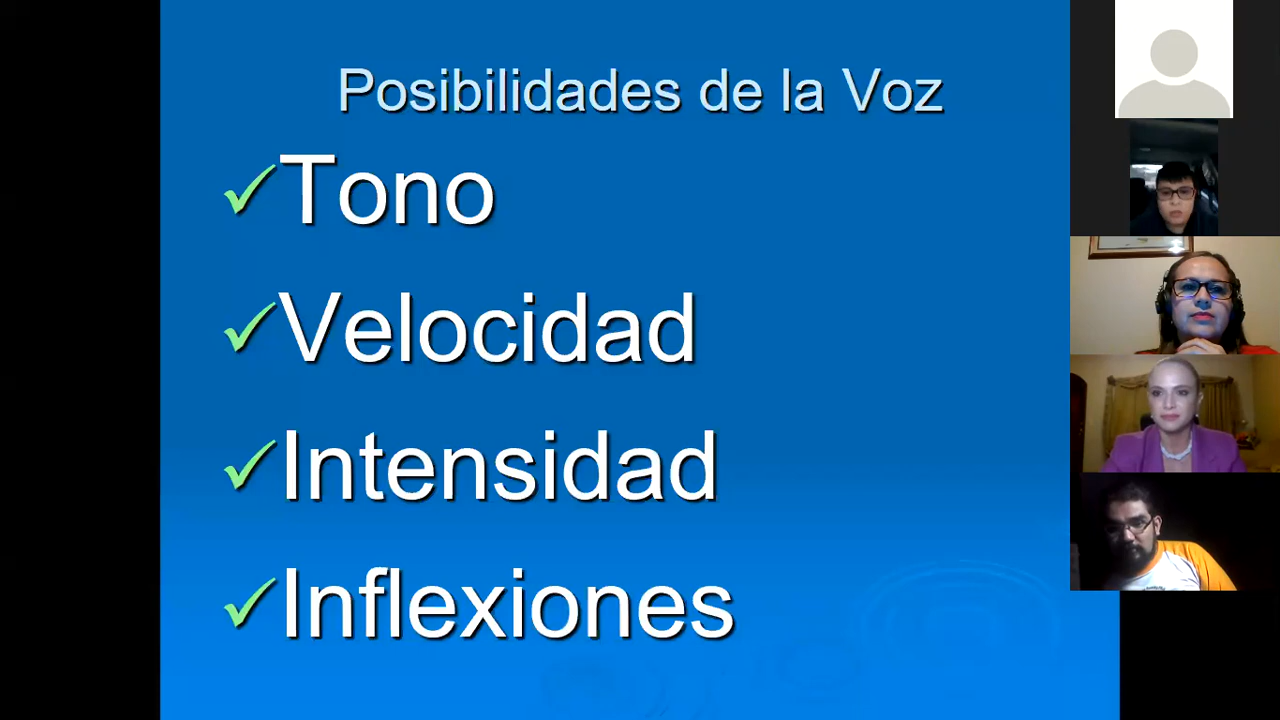 Posibilidades de la Voz
✓Tono
✓Velocidad
✓Intensidad
✓Inflexiones